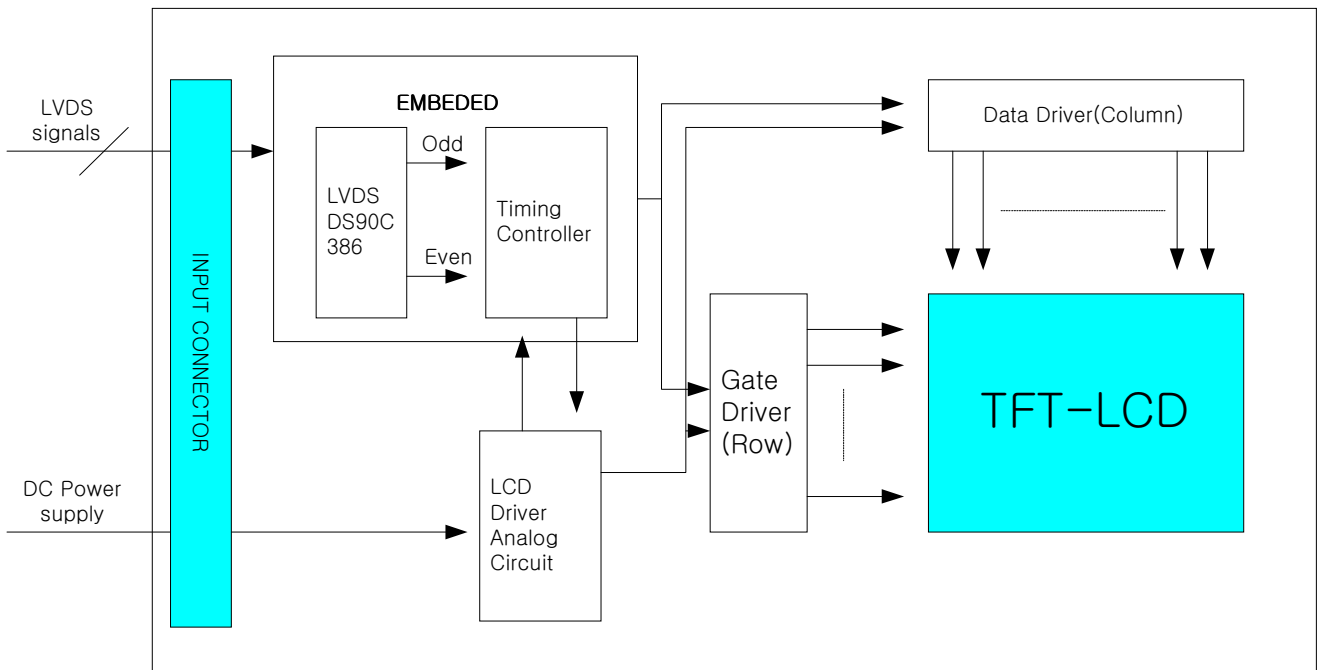 LVDS
signals
DC Power
supply
INPUT CONNECTOR
EMBEDED
LVDS
DS90C
386
Odd
Even
Timing
Controller
LCD
Driver
Analog
Circuit
Gate
Driver
(Row)
Data Driver(Column)
TFT-LCD